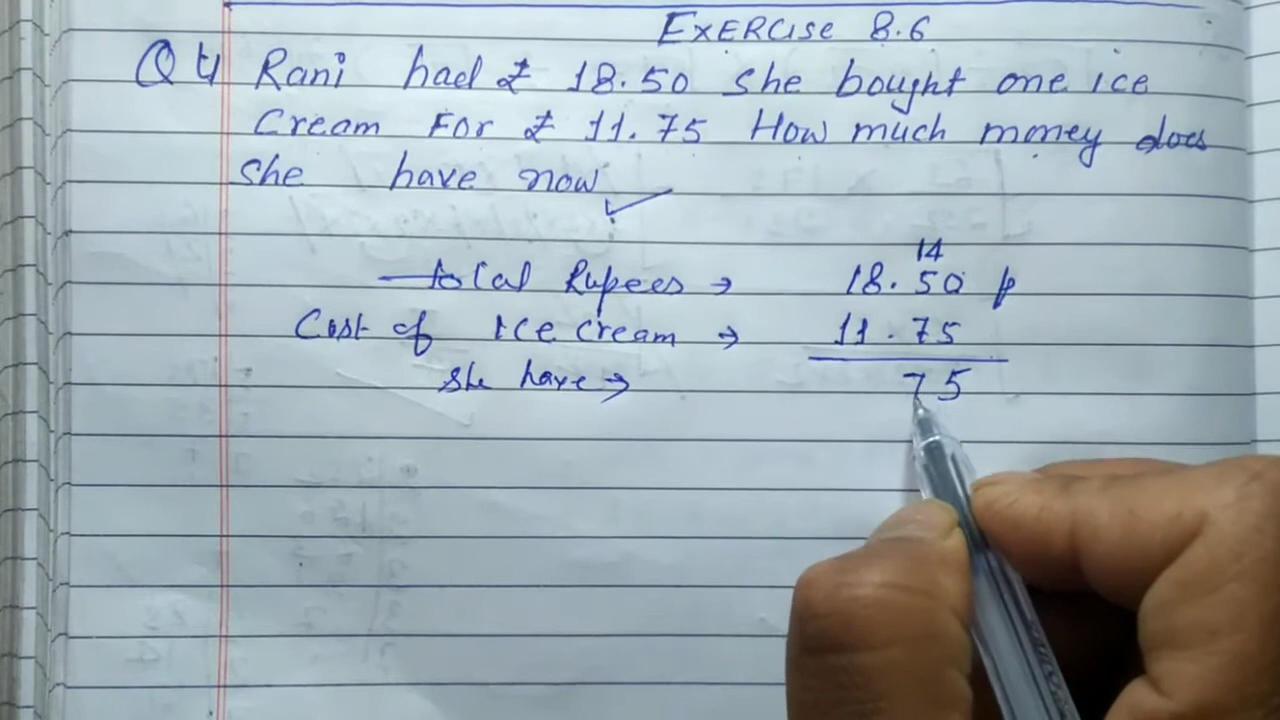 EXERCISE 8.6
Q 4 Rani had ₹ 18.50 She bought one ice
Cream For ₹ 11.75 How much money does
she have now
14
total Rupees → 18.50 p
Cost of ICe cream → 11.75
she have → 75